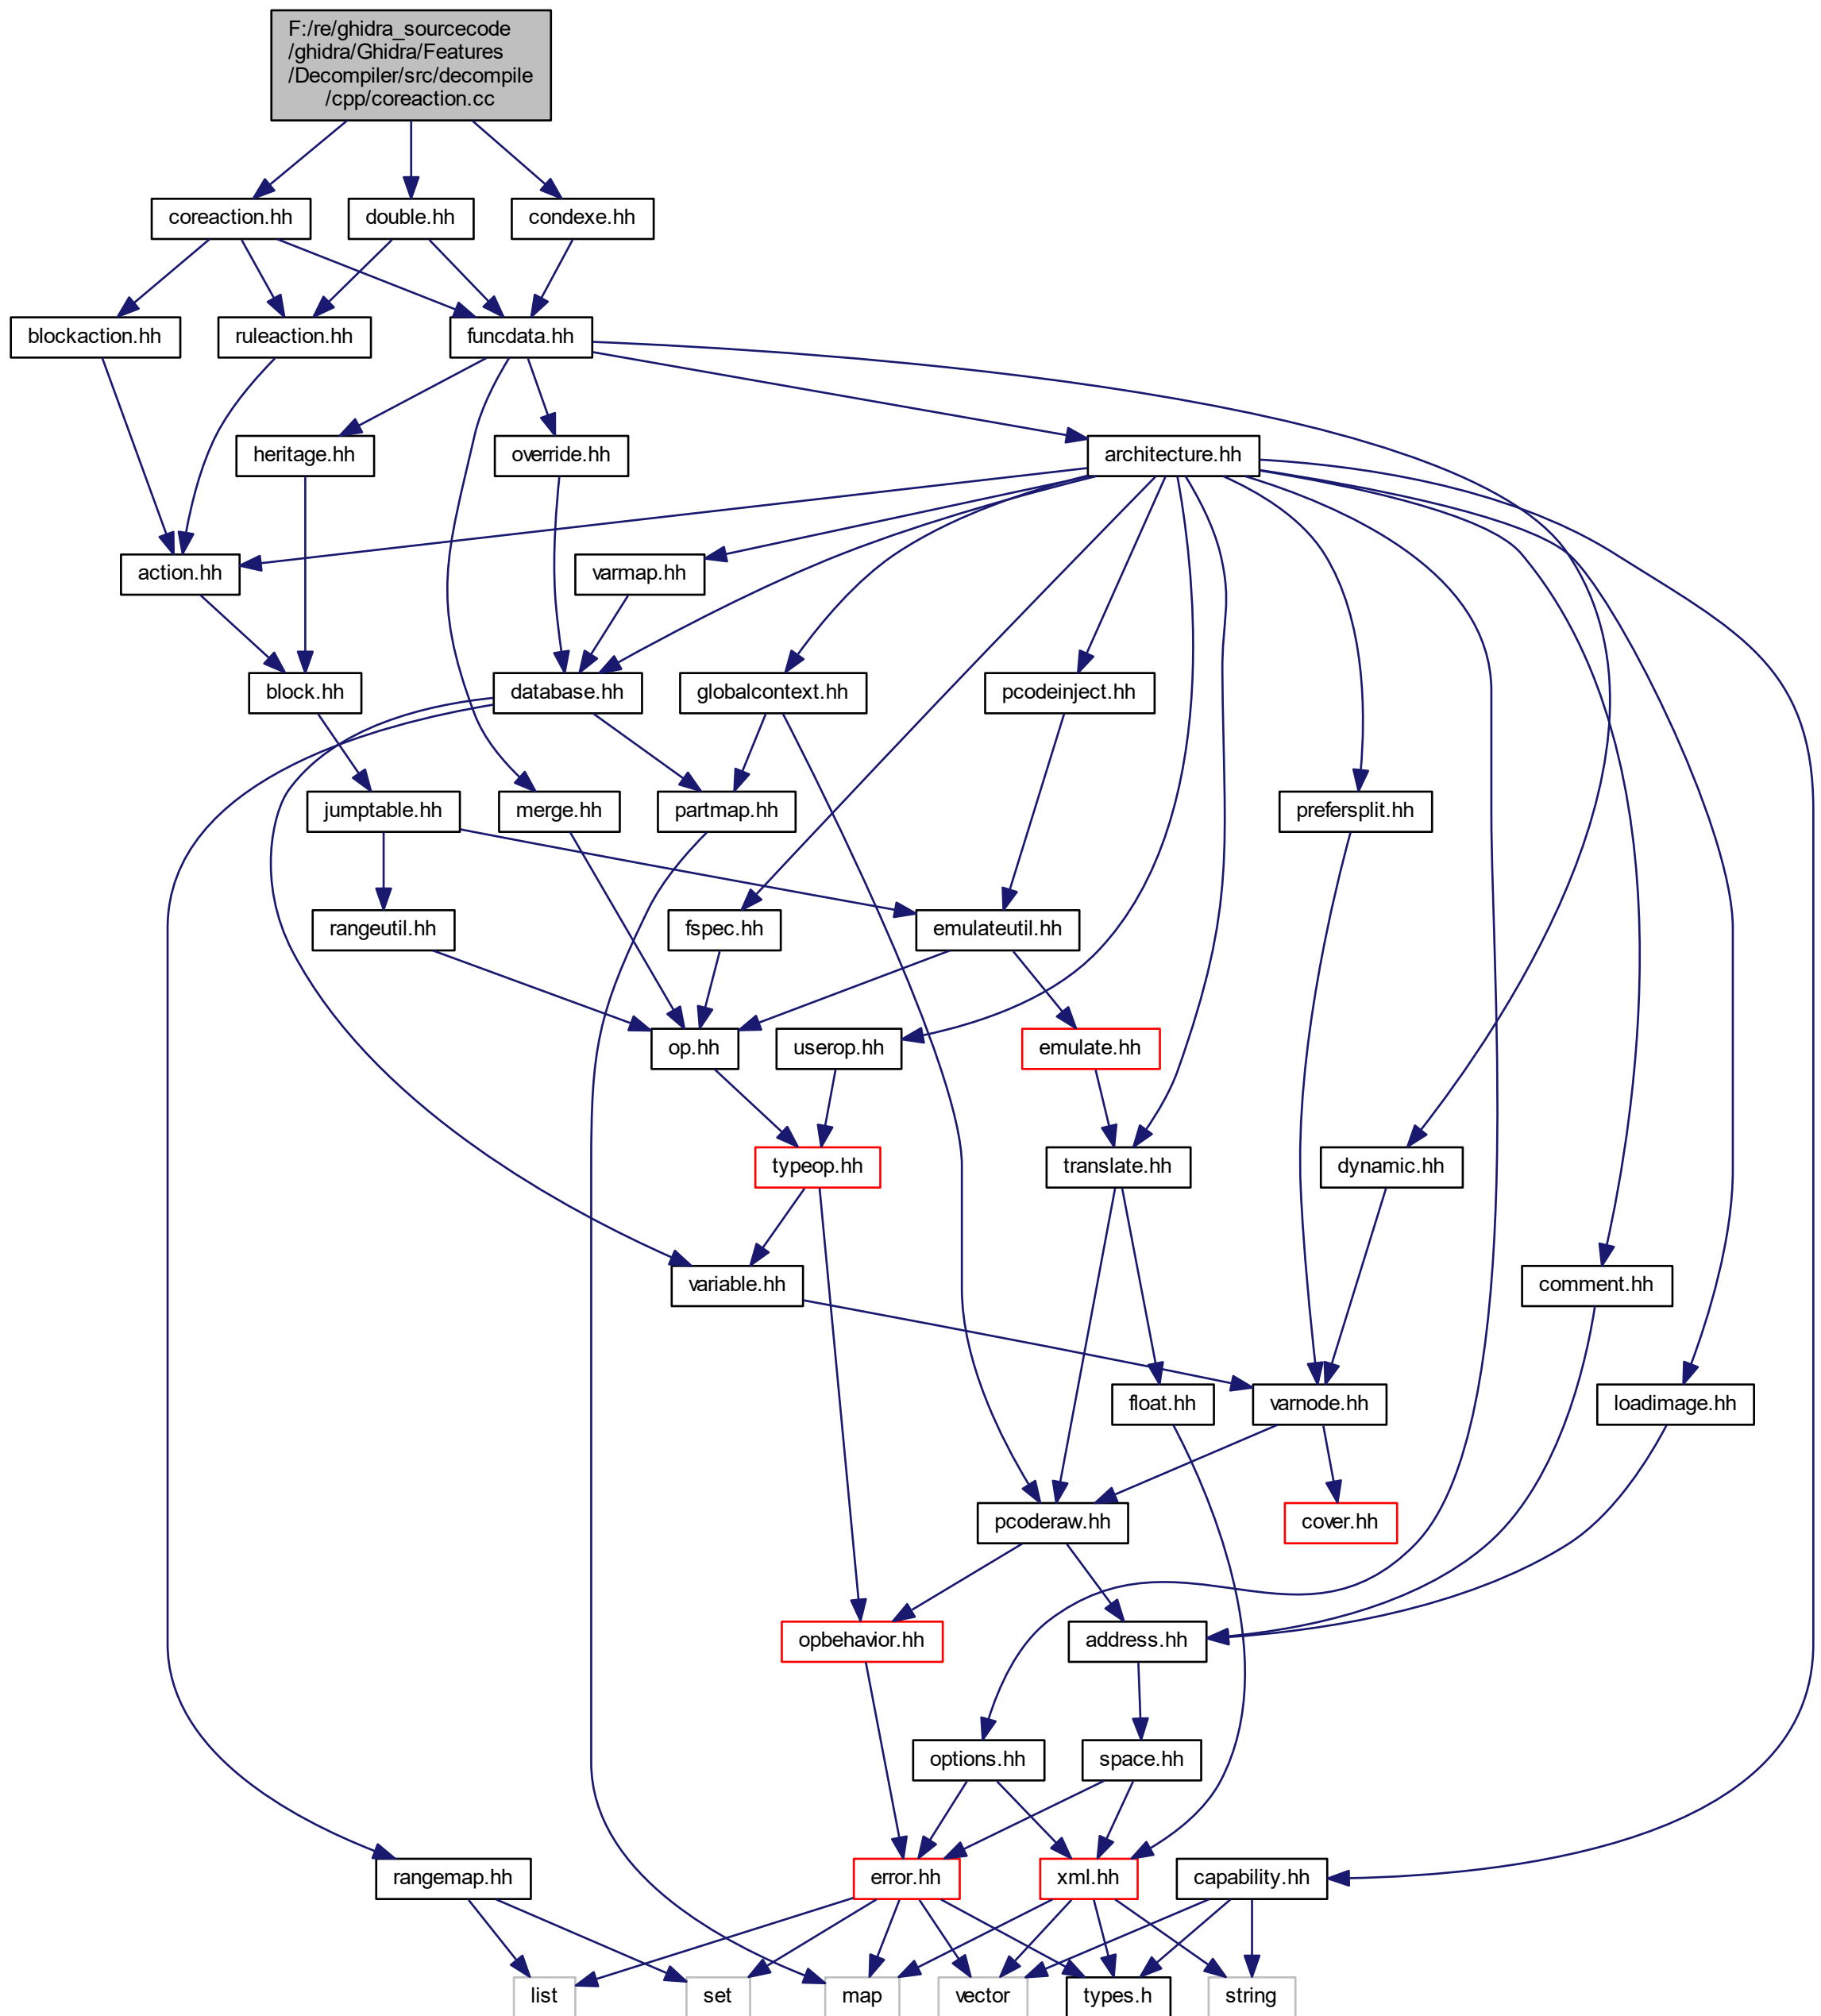 F:/re/ghidra_sourcecode
/ghidra/Ghidra/Features
/Decompiler/src/decompile
/cpp/coreaction.cc
coreaction.hh
double.hh
condexe.hh
blockaction.hh
ruleaction.hh
funcdata.hh
heritage.hh
override.hh
architecture.hh
action.hh
varmap.hh
block.hh
database.hh
globalcontext.hh
pcodeinject.hh
jumptable.hh
merge.hh
partmap.hh
prefersplit.hh
rangeutil.hh
fspec.hh
emulateutil.hh
op.hh
userop.hh
emulate.hh
typeop.hh
translate.hh
dynamic.hh
variable.hh
comment.hh
float.hh
varnode.hh
loadimage.hh
pcoderaw.hh
cover.hh
opbehavior.hh
address.hh
options.hh
space.hh
rangemap.hh
error.hh
xml.hh
capability.hh
list
set
map
vector
types.h
string